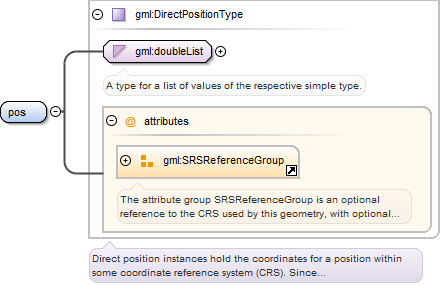 gml:DirectPositionType
gml:doubleList
A type for a list of values of the respective simple type.
pos
@ attributes
gml:SRSReferenceGroup
The attribute group SRSReferenceGroup is an optional
reference to the CRS used by this geometry, with optional...
Direct position instances hold the coordinates for a position within
some coordinate reference system (CRS). Since...